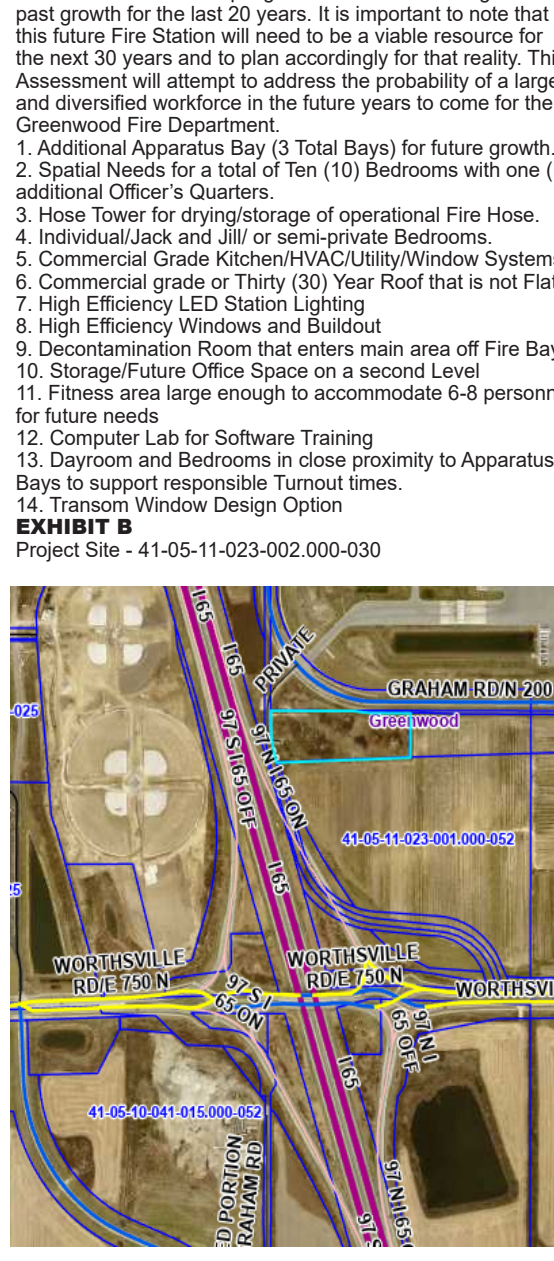 past growth for the last 20 years. It is important to note that
this future Fire Station will need to be a viable resource for
the next 30 years and to plan accordingly for that reality. Thi
Assessment will attempt to address the probability of a large
and diversified workforce in the future years to come for the
Greenwood Fire Department.
1. Additional Apparatus Bay (3 Total Bays) for future growth.
2. Spatial Needs for a total of Ten (10) Bedrooms with one (
additional Officer’s Quarters.
3. Hose Tower for drying/storage of operational Fire Hose.
4. Individual/Jack and Jill/ or semi-private Bedrooms.
5. Commercial Grade Kitchen/HVAC/Utility/Window Systems
6. Commercial grade or Thirty (30) Year Roof that is not Flat
7. High Efficiency LED Station Lighting
8. High Efficiency Windows and Buildout
9. Decontamination Room that enters main area off Fire Bay
10. Storage/Future Office Space on a second Level
11. Fitness area large enough to accommodate 6-8 personn
for future needs
12. Computer Lab for Software Training
13. Dayroom and Bedrooms in close proximity to Apparatus
Bays to support responsible Turnout times.
14. Transom Window Design Option
EXHIBIT B
Project Site - 41-05-11-023-002.000-030
I 65
I 65
PRIVATE
GRAHAM RD/N 200
-025
Greenwood
97 S I 65 OFF
97 N I 65 ON
41-05-11-023-001.000-052
I 65
25
WORTHSVILLE
RD/E 750 N
WORTHSVILLE
RD/E 750 N
WORTHSVI
97 S I
65 ON
97 N I
65 OFF
I 65
41-05-10-041-015.000-052
ED PORTION
RAHAM RD
97 N I 65 O
97 S